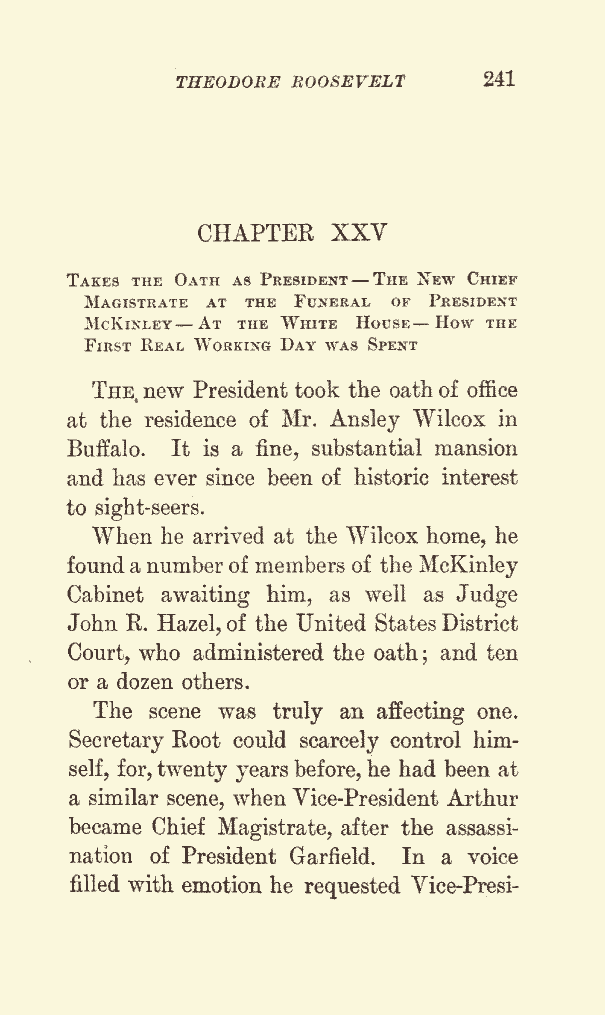 THEODORE ROOSEVELT 241
CHAPTER XXV
TAKES THE OATH AS PRESIDENT—THE NEW CHIEF
MAGISTRATE AT THE FUNERAL OF PRESIDENT
MCKINLEY—AT THE WHITE HOUSE—HOW THE
FIRST REAL WORKING DAY WAS SPENT
THE new President took the oath of office
at the residence of Mr. Ansley Wilcox in
Buffalo. It is a fine, substantial mansion
and has ever since been of historic interest
to sight-seers.
When he arrived at the Wilcox home, he
found a number of members of the McKinley
Cabinet awaiting him, as well as Judge
John R. Hazel, of the United States District
Court, who administered the oath; and ten
or a dozen others.
The scene was truly an affecting one.
Secretary Root could scarcely control him-
self, for, twenty years before, he had been at
a similar scene, when Vice-President Arthur
became Chief Magistrate, after the assassi-
nation of President Garfield. In a voice
filled with emotion he requested Vice-Presi-